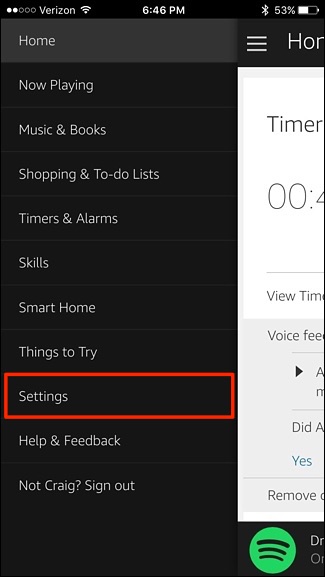 Verizon 6:46 PM 53%
Home
Now Playing
Music & Books
Shopping & To-do Lists
Timers & Alarms
Skills
Smart Home
Things to Try
Settings
Help & Feedback
Not Craig? Sign out
Hon
Timer
00:4
View Time
Voice fee
A
m
Did A
Yes
Remove c
Dr
On